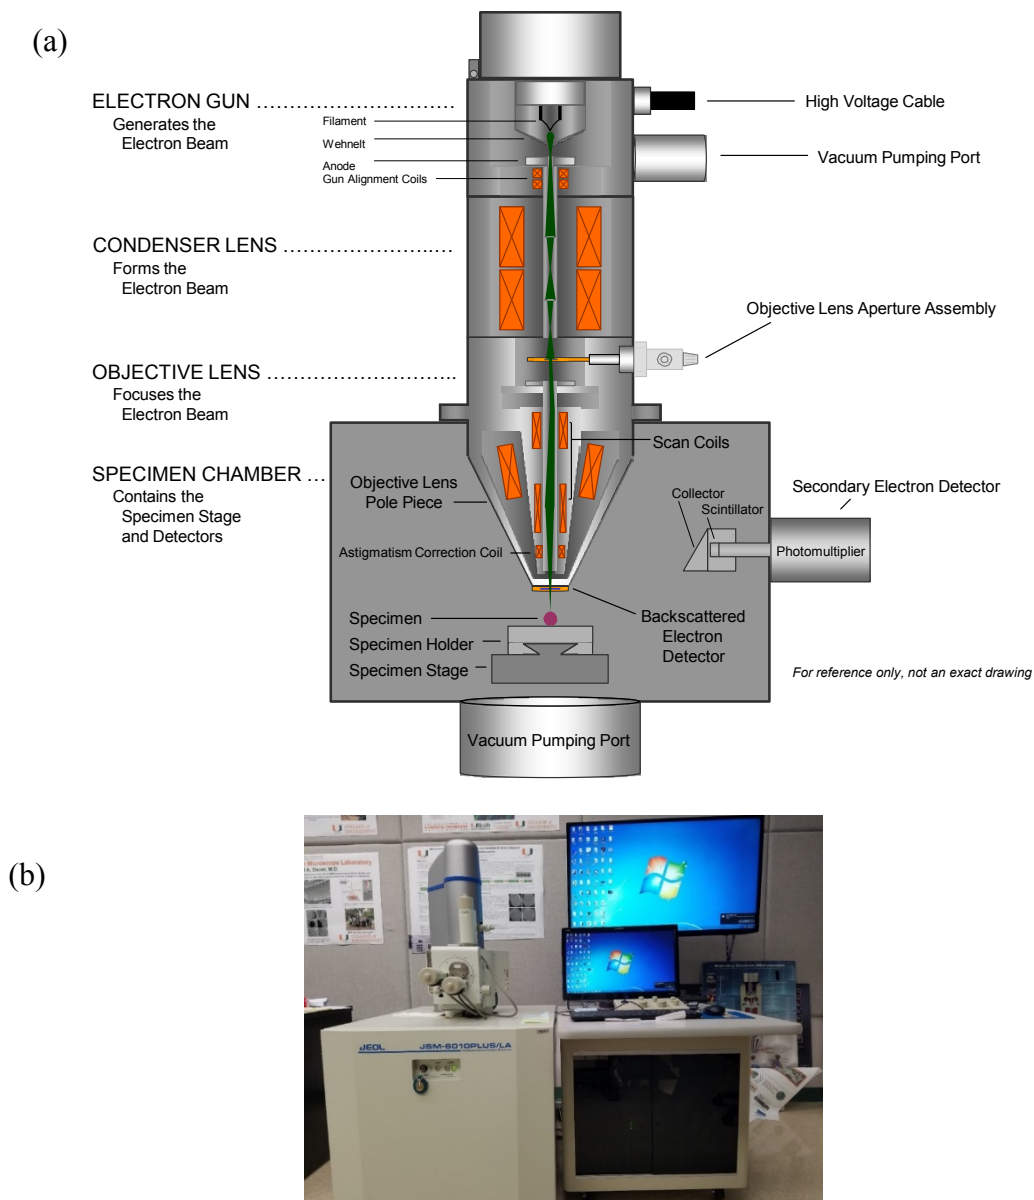 (a)
ELECTRON GUN ……………………….
Generates the
Electron Beam
Filament
Wehnelt
Anode
Gun Alignment Coils
High Voltage Cable
Vacuum Pumping Port
CONDENSER LENS …………………..…
Forms the
Electron Beam
Objective Lens Aperture Assembly
OBJECTIVE LENS ……………………..
Focuses the
Electron Beam
Scan Coils
SPECIMEN CHAMBER …
Contains the
Specimen Stage
and Detectors
Objective Lens
Pole Piece
Astigmatism Correction Coil
Secondary Electron Detector
Collector
Scintillator
Photomultiplier
Specimen
Specimen Holder
Specimen Stage
Backscattered
Electron
Detector
For reference only, not an exact drawing
Vacuum Pumping Port
(b)
Microscope Laboratory
JEOL
JSM-6010PLUS/LA